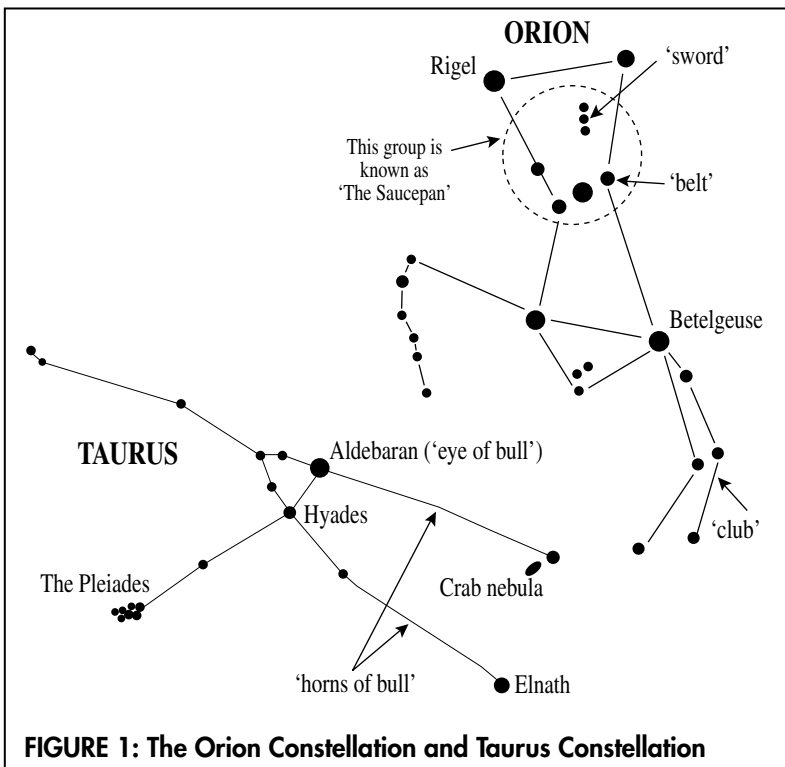 ORION
Rigel
‘sword’
This group is
known as
‘The Saucepan’
‘belt’
Betelgeuse
TAURUS
Aldebaran (‘eye of bull’)
Hyades
‘club’
The Pleiades
Crab nebula
‘horns of bull’
Elnath
FIGURE 1: The Orion Constellation and Taurus Constellation